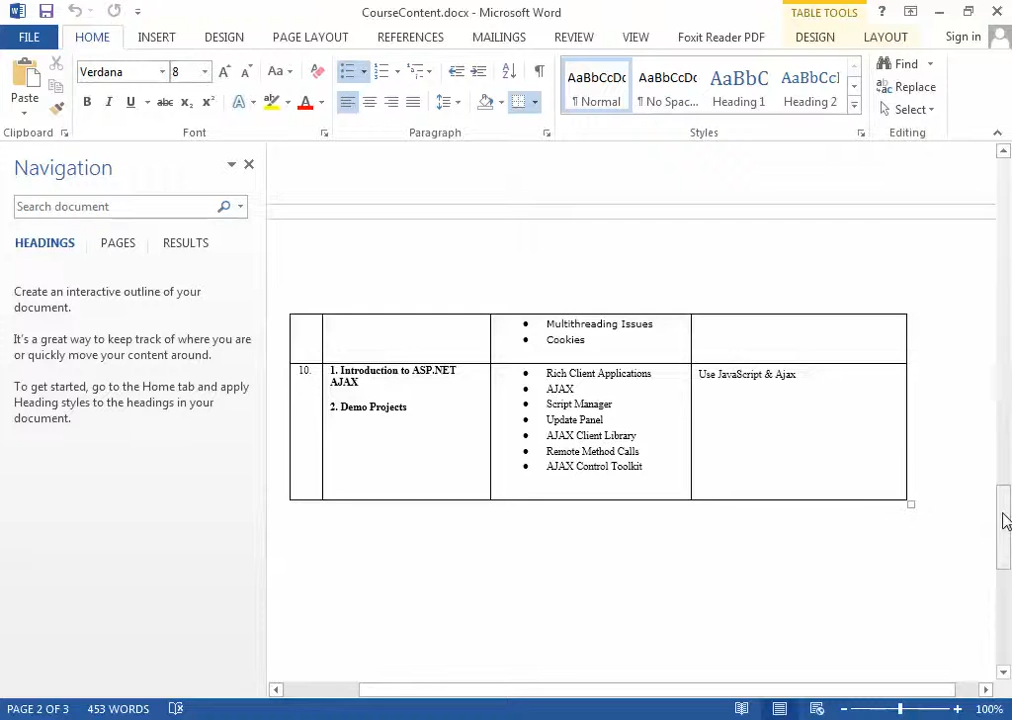 CourseContent.docx - Microsoft Word
TABLE TOOLS
FILE HOME INSERT DESIGN PAGE LAYOUT REFERENCES MAILINGS REVIEW VIEW Foxit Reader PDF DESIGN LAYOUT Sign in
Paste
Clipboard
Verdana 8
Aa
B I U abc x₂ x²
Font
Paragraph
AaBbCcDc AaBbCcDc AaBbC AaBbCcl
¶ Normal ¶ No Spac... Heading 1 Heading 2
Styles
Find
Replace
Select
Editing
Navigation
Search document
HEADINGS PAGES RESULTS
Create an interactive outline of your
document.
It's a great way to keep track of where you are
or quickly move your content around.
To get started, go to the Home tab and apply
Heading styles to the headings in your
document.
• Multithreading Issues
• Cookies
10.
1. Introduction to ASP.NET
AJAX
2. Demo Projects
• Rich Client Applications
• AJAX
• Script Manager
• Update Panel
• AJAX Client Library
• Remote Method Calls
• AJAX Control Toolkit
Use JavaScript & Ajax
PAGE 2 OF 3 453 WORDS
100%